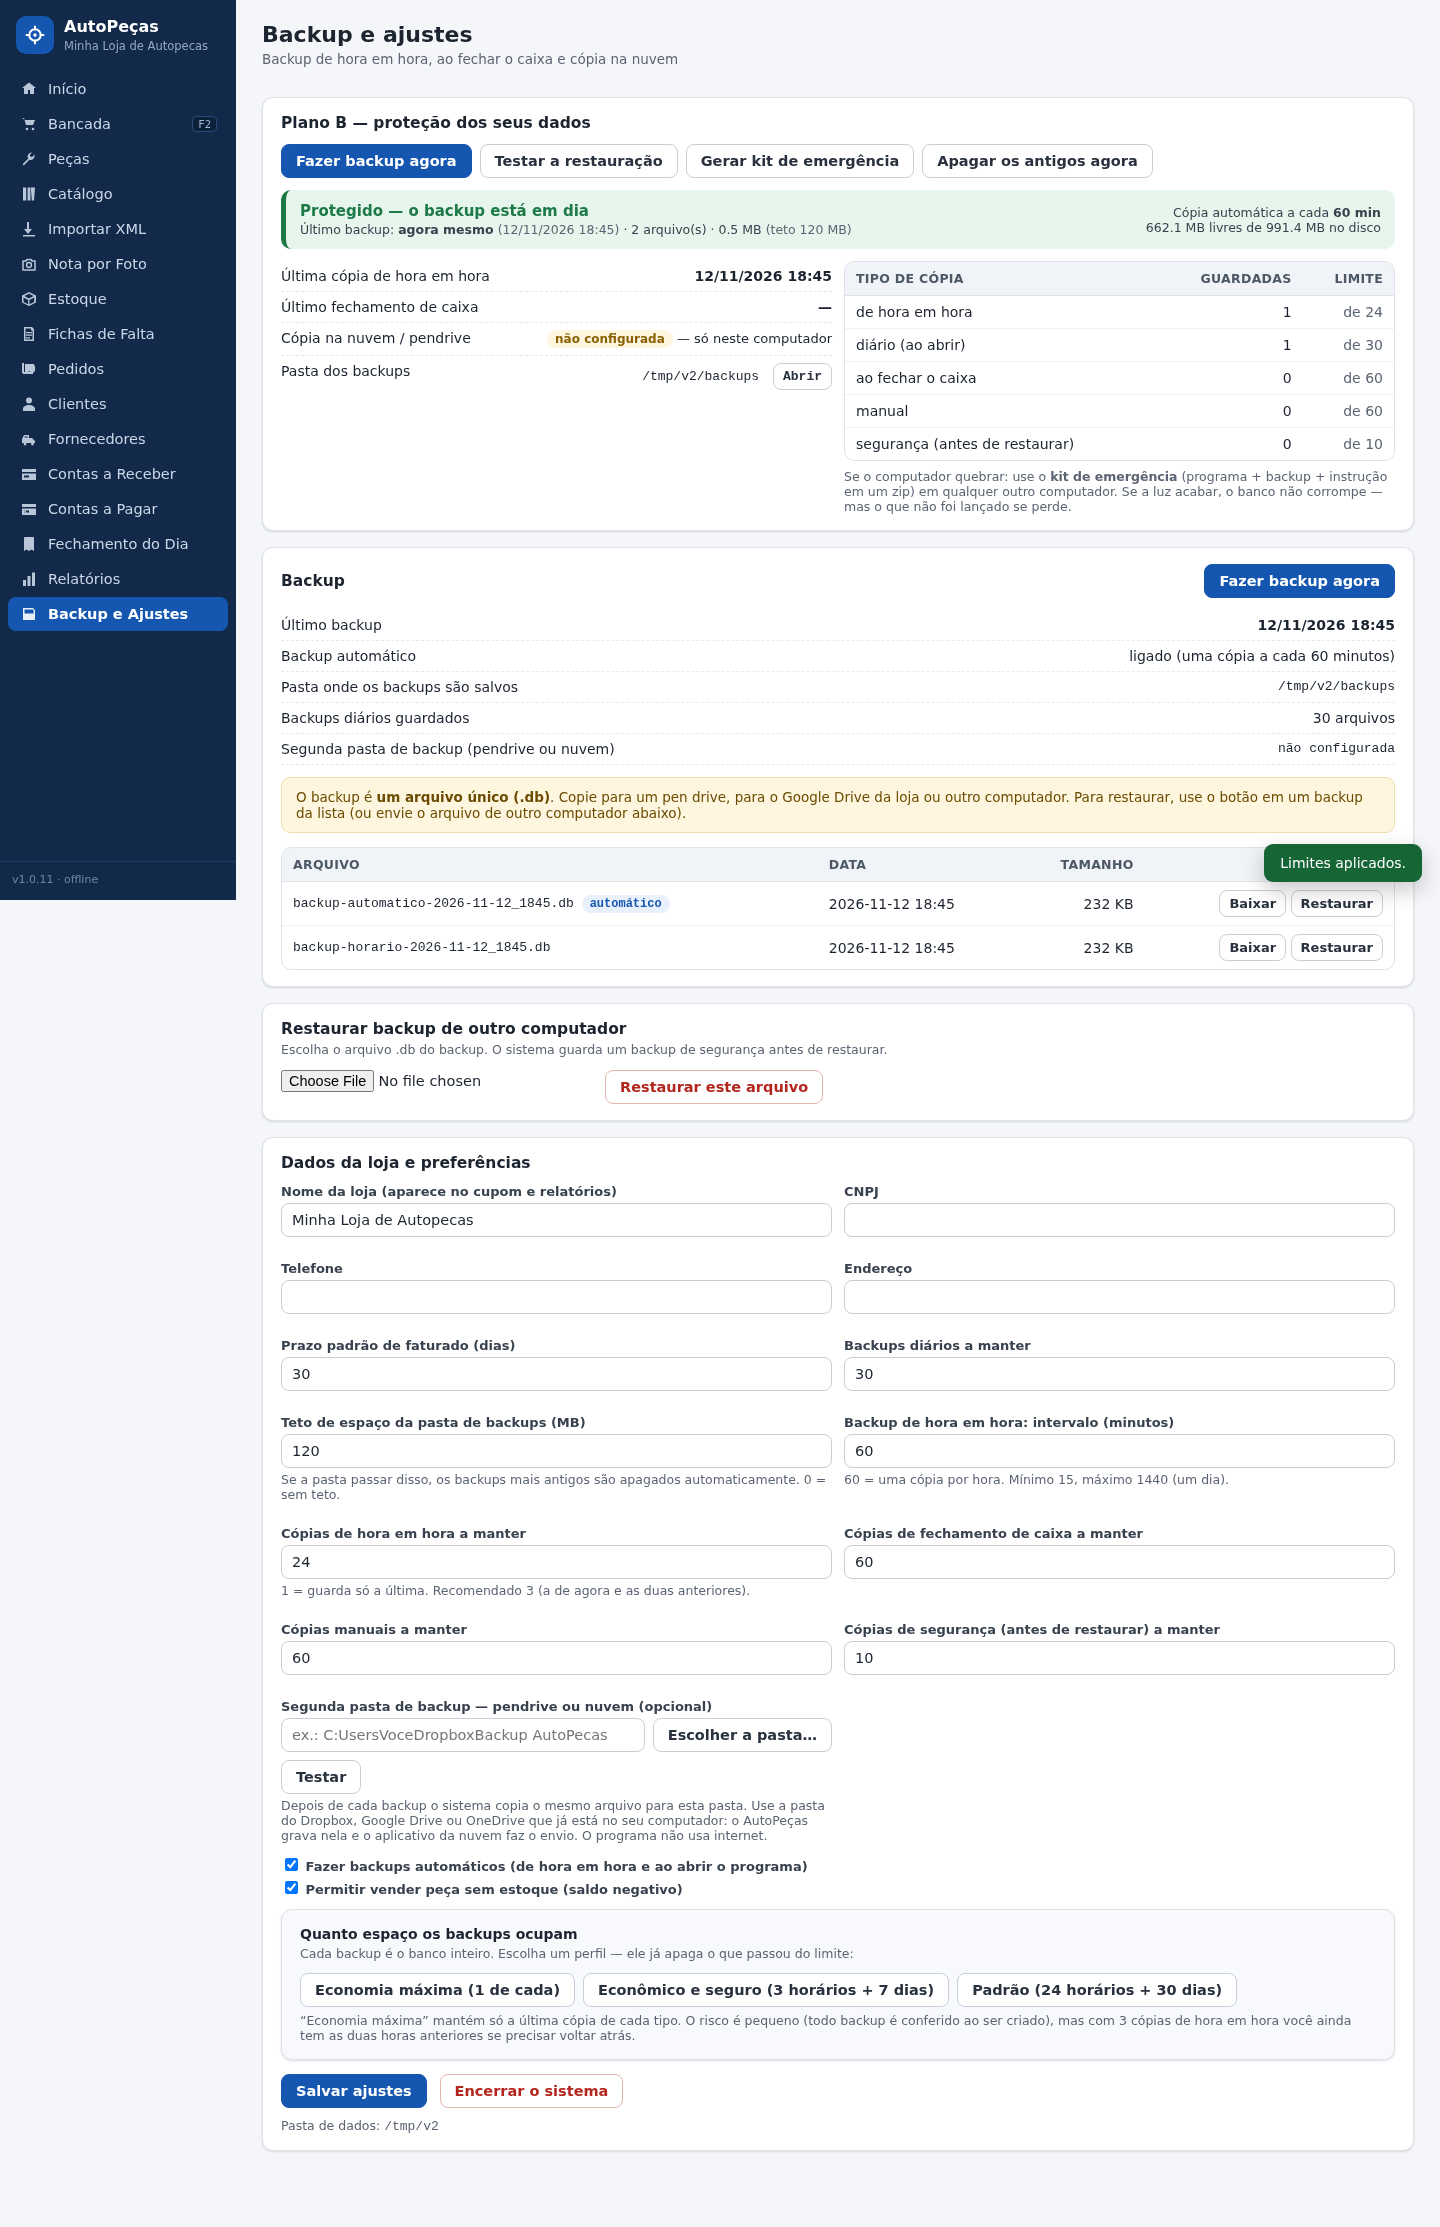 AutoPeças
Minha Loja de Autopecas
Início
Bancada F2
Peças
Catálogo
Importar XML
Nota por Foto
Estoque
Fichas de Falta
Pedidos
Clientes
Fornecedores
Contas a Receber
Contas a Pagar
Fechamento do Dia
Relatórios
Backup e Ajustes
v1.0.11 · offline
Backup e ajustes
Backup de hora em hora, ao fechar o caixa e cópia na nuvem
Plano B — proteção dos seus dados
Fazer backup agora Testar a restauração Gerar kit de emergência Apagar os antigos agora
Protegido — o backup está em dia
Último backup: agora mesmo (12/11/2026 18:45) · 2 arquivo(s) · 0.5 MB (teto 120 MB)
Cópia automática a cada 60 min
662.1 MB livres de 991.4 MB no disco
Última cópia de hora em hora 12/11/2026 18:45
Último fechamento de caixa —
Cópia na nuvem / pendrive não configurada — só neste computador
Pasta dos backups /tmp/v2/backups Abrir
TIPO DE CÓPIA GUARDADAS LIMITE
de hora em hora 1 de 24
diário (ao abrir) 1 de 30
ao fechar o caixa 0 de 60
manual 0 de 60
segurança (antes de restaurar) 0 de 10
Se o computador quebrar: use o kit de emergência (programa + backup + instrução
em um zip) em qualquer outro computador. Se a luz acabar, o banco não corrompe —
mas o que não foi lançado se perde.
Backup Fazer backup agora
Último backup 12/11/2026 18:45
Backup automático ligado (uma cópia a cada 60 minutos)
Pasta onde os backups são salvos /tmp/v2/backups
Backups diários guardados 30 arquivos
Segunda pasta de backup (pendrive ou nuvem) não configurada
O backup é um arquivo único (.db). Copie para um pen drive, para o Google Drive da loja ou outro computador. Para restaurar, use o botão em um backup
da lista (ou envie o arquivo de outro computador abaixo).
ARQUIVO DATA TAMANHO
Limites aplicados.
backup-automatico-2026-11-12_1845.db automático 2026-11-12 18:45 232 KB Baixar Restaurar
backup-horario-2026-11-12_1845.db 2026-11-12 18:45 232 KB Baixar Restaurar
Restaurar backup de outro computador
Escolha o arquivo .db do backup. O sistema guarda um backup de segurança antes de restaurar.
Choose File No file chosen Restaurar este arquivo
Dados da loja e preferências
Nome da loja (aparece no cupom e relatórios) CNPJ
Minha Loja de Autopecas
Telefone Endereço
Prazo padrão de faturado (dias) Backups diários a manter
30 30
Teto de espaço da pasta de backups (MB) Backup de hora em hora: intervalo (minutos)
120 60
Se a pasta passar disso, os backups mais antigos são apagados automaticamente. 0 =
sem teto.
60 = uma cópia por hora. Mínimo 15, máximo 1440 (um dia).
Cópias de hora em hora a manter Cópias de fechamento de caixa a manter
24 60
1 = guarda só a última. Recomendado 3 (a de agora e as duas anteriores).
Cópias manuais a manter Cópias de segurança (antes de restaurar) a manter
60 10
Segunda pasta de backup — pendrive ou nuvem (opcional)
ex.: C:UsersVoceDropboxBackup AutoPecas Escolher a pasta…
Testar
Depois de cada backup o sistema copia o mesmo arquivo para esta pasta. Use a pasta
do Dropbox, Google Drive ou OneDrive que já está no seu computador: o AutoPeças
grava nela e o aplicativo da nuvem faz o envio. O programa não usa internet.
Fazer backups automáticos (de hora em hora e ao abrir o programa)
Permitir vender peça sem estoque (saldo negativo)
Quanto espaço os backups ocupam
Cada backup é o banco inteiro. Escolha um perfil — ele já apaga o que passou do limite:
Economia máxima (1 de cada) Econômico e seguro (3 horários + 7 dias) Padrão (24 horários + 30 dias)
“Economia máxima” mantém só a última cópia de cada tipo. O risco é pequeno (todo backup é conferido ao ser criado), mas com 3 cópias de hora em hora você ainda
tem as duas horas anteriores se precisar voltar atrás.
Salvar ajustes Encerrar o sistema
Pasta de dados: /tmp/v2